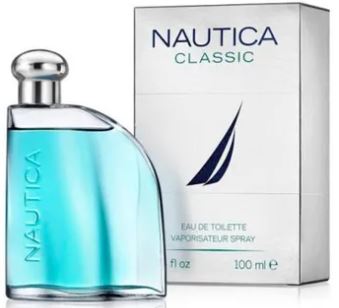 NAUTICA
CLASSIC
EAU DE TOILETTE
VAPORISATEUR SPRAY
fl oz 100 ml ℮
NAUTICA